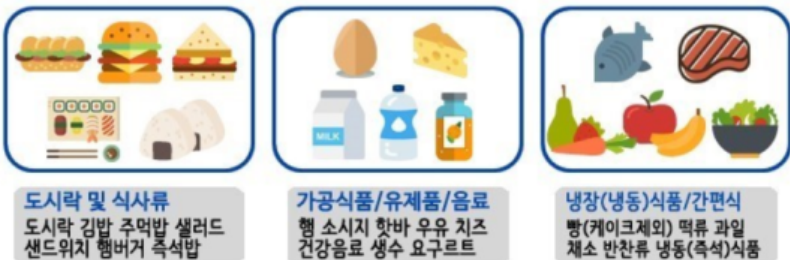 MILK
도시락 및 식사류
도시락 김밥 주먹밥 샐러드
샌드위치 햄버거 즉석밥
가공식품/유제품/음료
햄 소시지 핫바 우유 치즈
건강음료 생수 요구르트
냉장(냉동)식품/간편식
빵(케이크제외) 떡류 과일
채소 반찬류 냉동(즉석)식품